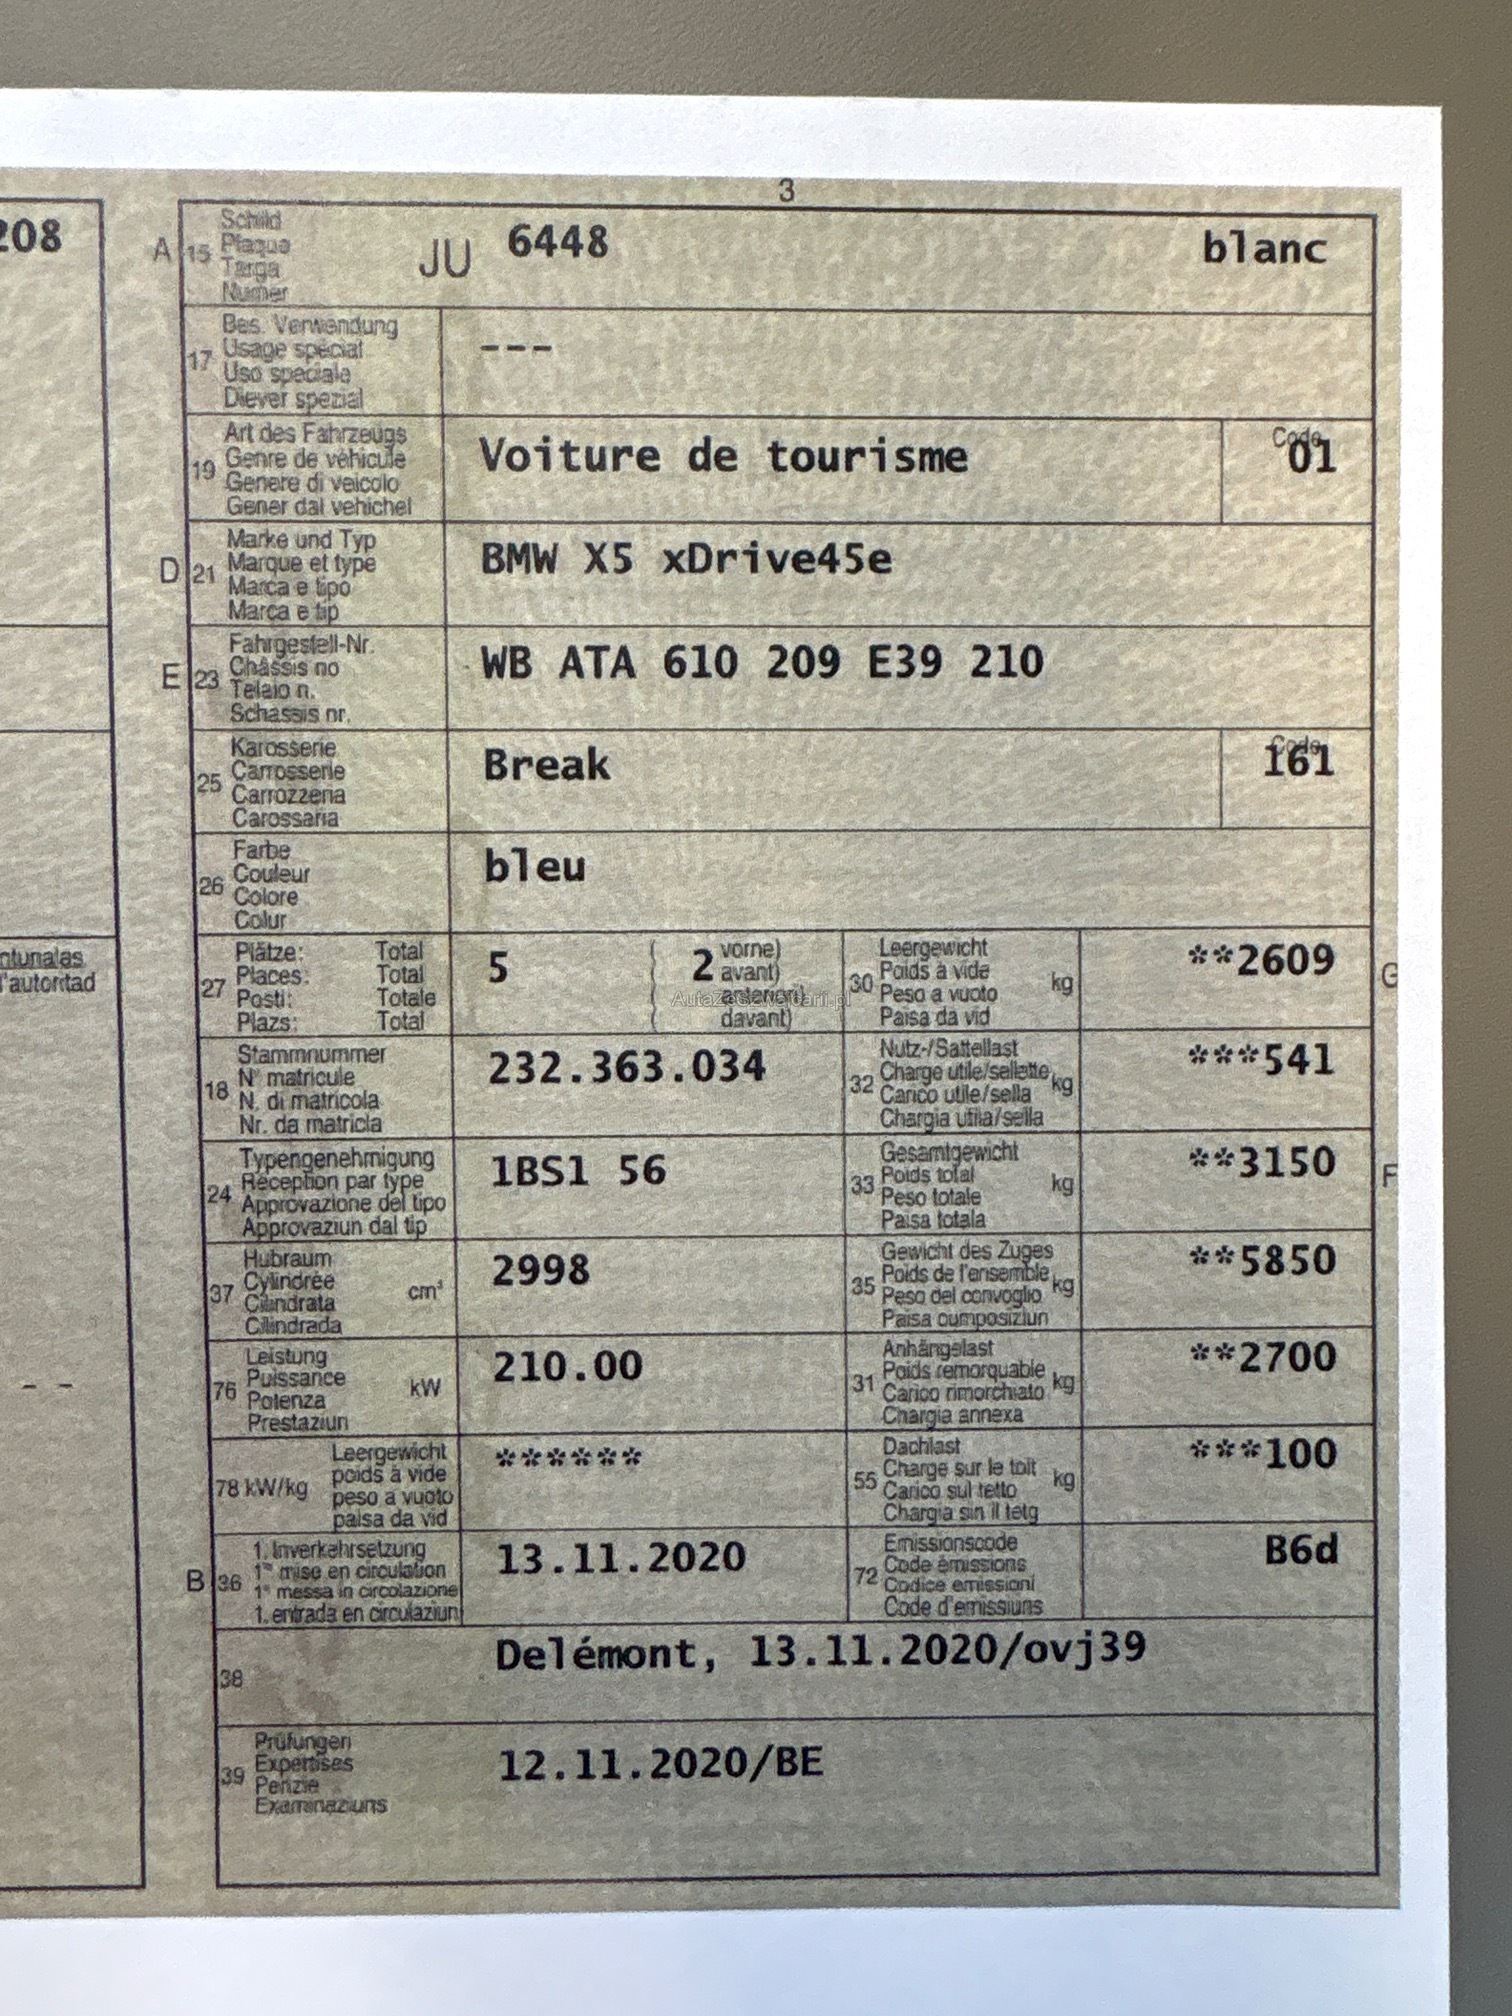 3
208
A 15 Schild
Plaque
Targa
Numer
JU 6448 blanc
17 Bes. Verwendung
Usage spécial
Uso speciale
Diever spezial
---
19 Art des Fahrzeugs
Genre de véhicule
Genere di veicolo
Gener dal vehichel
Voiture de tourisme
Code
01
D 21 Marke und Typ
Marque et type
Marca e tipo
Marca e tip
BMW X5 xDrive45e
E 23 Fahrgestell-Nr.
Châssis no
Telaio n.
Schassis nr.
WB ATA 610 209 E39 210
25 Karosserie
Carrosserie
Carrozzeria
Carossaria
Break
Code
161
26 Farbe
Couleur
Colore
Colur
bleu
ntunalas
l'autoritad
27 Plätze: Total
Places: Total
Posti: Totale
Plazs: Total
5 ( 2 vorne)
avant)
anteriori)
( davant)
AutaZeSzwajcarii.pl
30 Leergewicht
Poids à vide kg
Peso a vuoto
Paisa da vid
**2609 G
18 Stammnummer
N° matricule
N. di matricola
Nr. da matricla
232.363.034
32 Nutz-/Sattellast
Charge utile/sellette kg
Carico utile/sella
Chargia utila/sella
***541
24 Typengenehmigung
Réception par type
Approvazione del tipo
Approvaziun dal tip
1BS1 56
33 Gesamtgewicht
Poids total kg
Peso totale
Paisa totala
**3150 F
37 Hubraum
Cylindrée cm³
Cilindrata
Cilindrada
2998
35 Gewicht des Zuges
Poids de l'ensemble kg
Peso del convoglio
Paisa cumposiziun
**5850
76 Leistung
Puissance kW
Potenza
Prestaziun
210.00
31 Anhängelast
Poids remorquable kg
Carico rimorchiato
Chargia annexa
**2700
- -
78 kW/kg Leergewicht
poids à vide
peso a vuoto
paisa da vid
******
55 Dachlast
Charge sur le toit kg
Carico sul tetto
Chargia sin il tetg
***100
B 36 1. Inverkehrsetzung
1re mise en circulation
1a messa in circolazione
1. entrada en circulaziun
13.11.2020
72 Emissionscode
Code émissions
Codice emissioni
Code d'emissiuns
B6d
38 Delémont, 13.11.2020/ovj39
39 Prüfungen
Expertises
Perizie
Examinaziuns
12.11.2020/BE